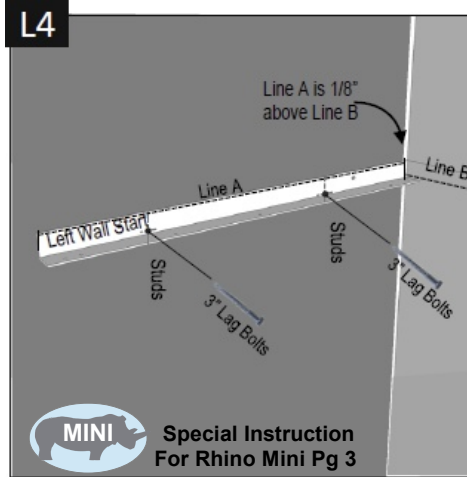 L4
Line A is 1/8"
above Line B
Line A
Line B
Left Wall Start
Studs
Studs
3" Lag Bolts
3" Lag Bolts
MINI
Special Instruction
For Rhino Mini Pg 3